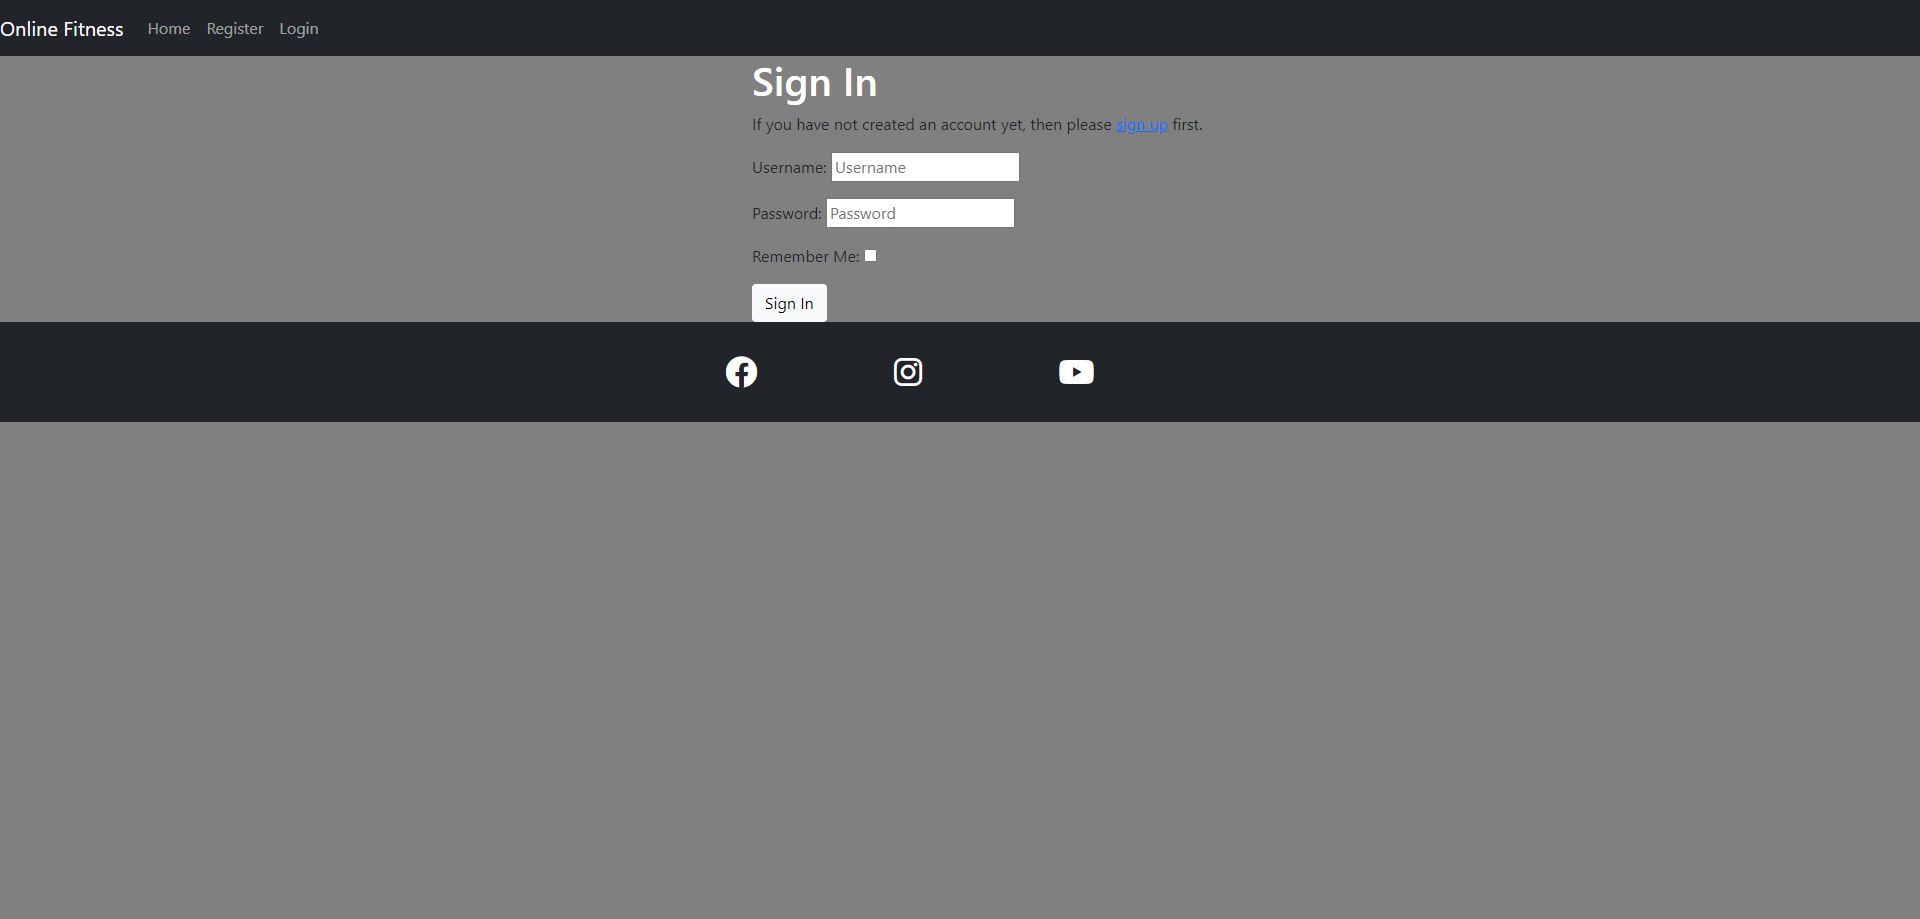 Online Fitness Home Register Login
Sign In
If you have not created an account yet, then please sign up first.
Username: Username
Password: Password
Remember Me:
Sign In